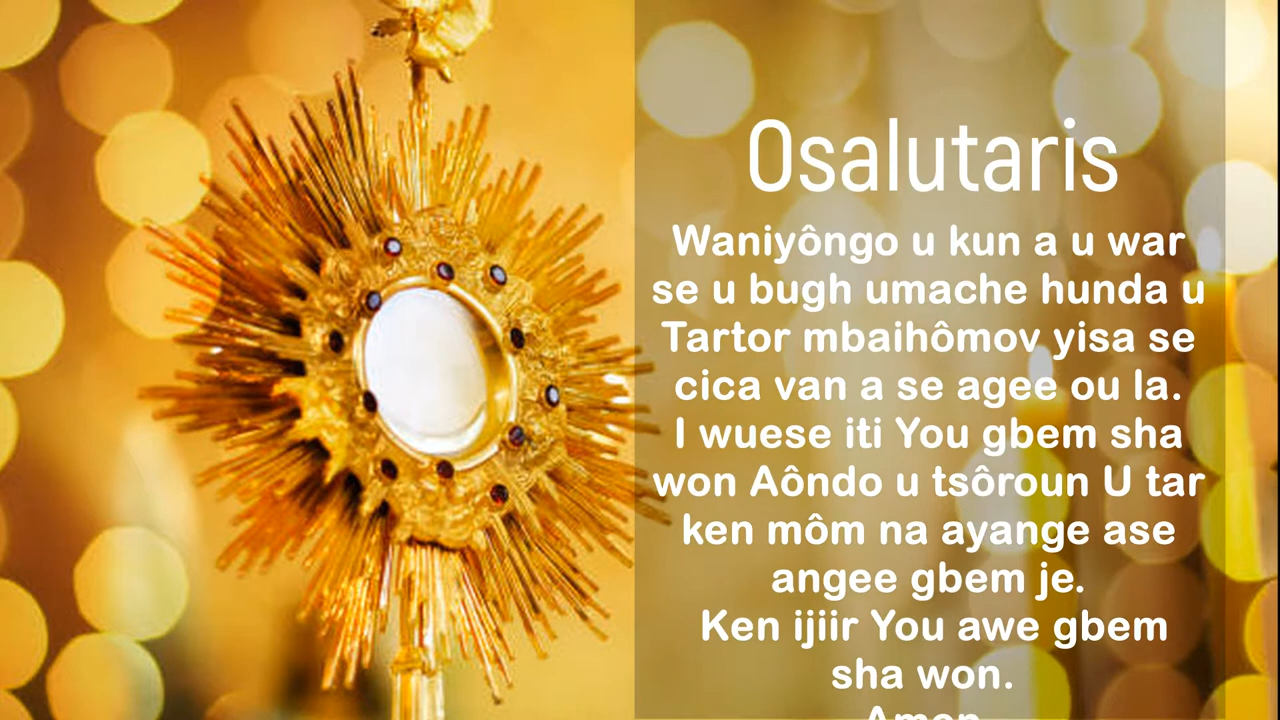 Osalutaris
Waniyôngo u kun a u war
se u bugh umache hunda u
Tartor mbaihômov yisa se
cica van a se agee ou la.
I wuese iti You gbem sha
won Aôndo u tsôroun U tar
ken môm na ayange ase
angee gbem je.
Ken ijiir You awe gbem
sha won.
Amen